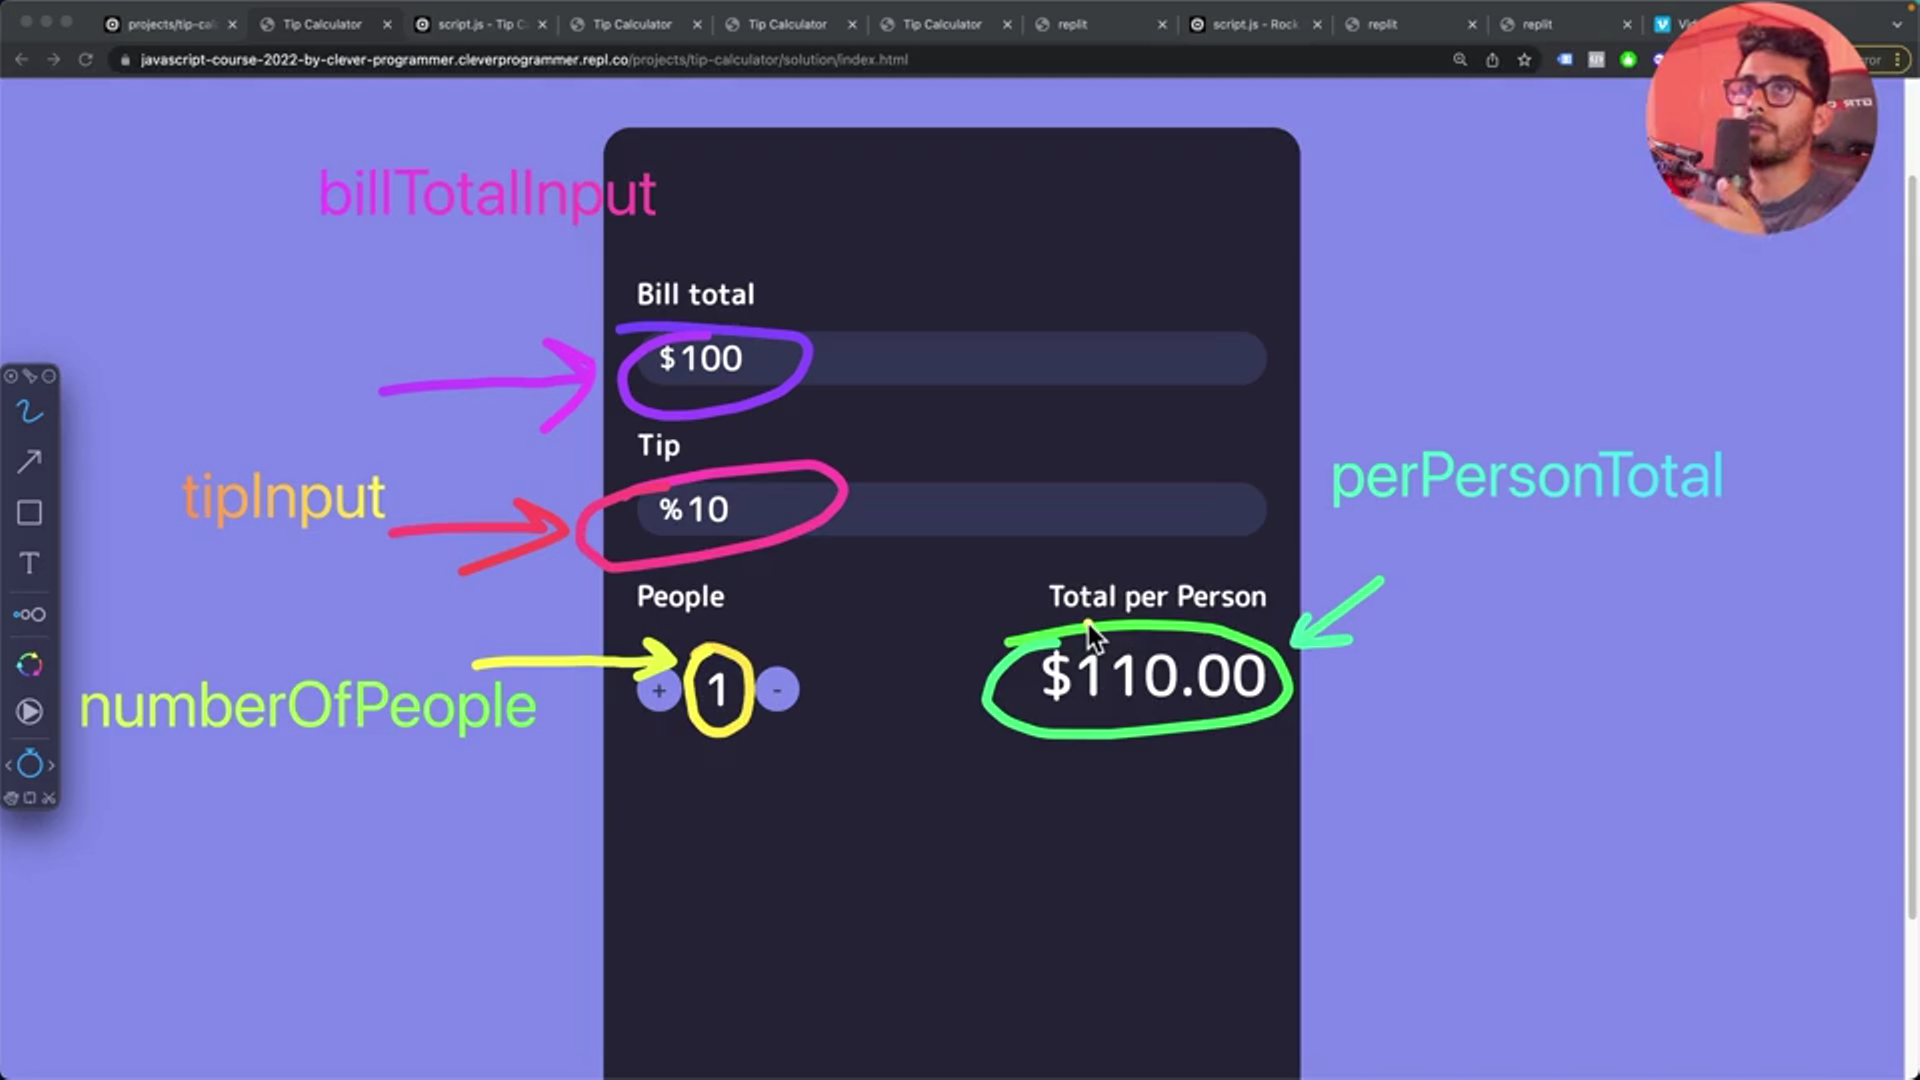 projects/tip-cal
Tip Calculator
script.js - Tip C
Tip Calculator
Tip Calculator
Tip Calculator
replit
script.js - Rock
replit
replit
javascript-course-2022-by-clever-programmer.cleverprogrammer.repl.co/projects/tip-calculator/solution/index.html
billTotalInput
Bill total
$100
Tip
tipInput
%10
perPersonTotal
People
Total per Person
numberOfPeople
+
1
-
$110.00
T